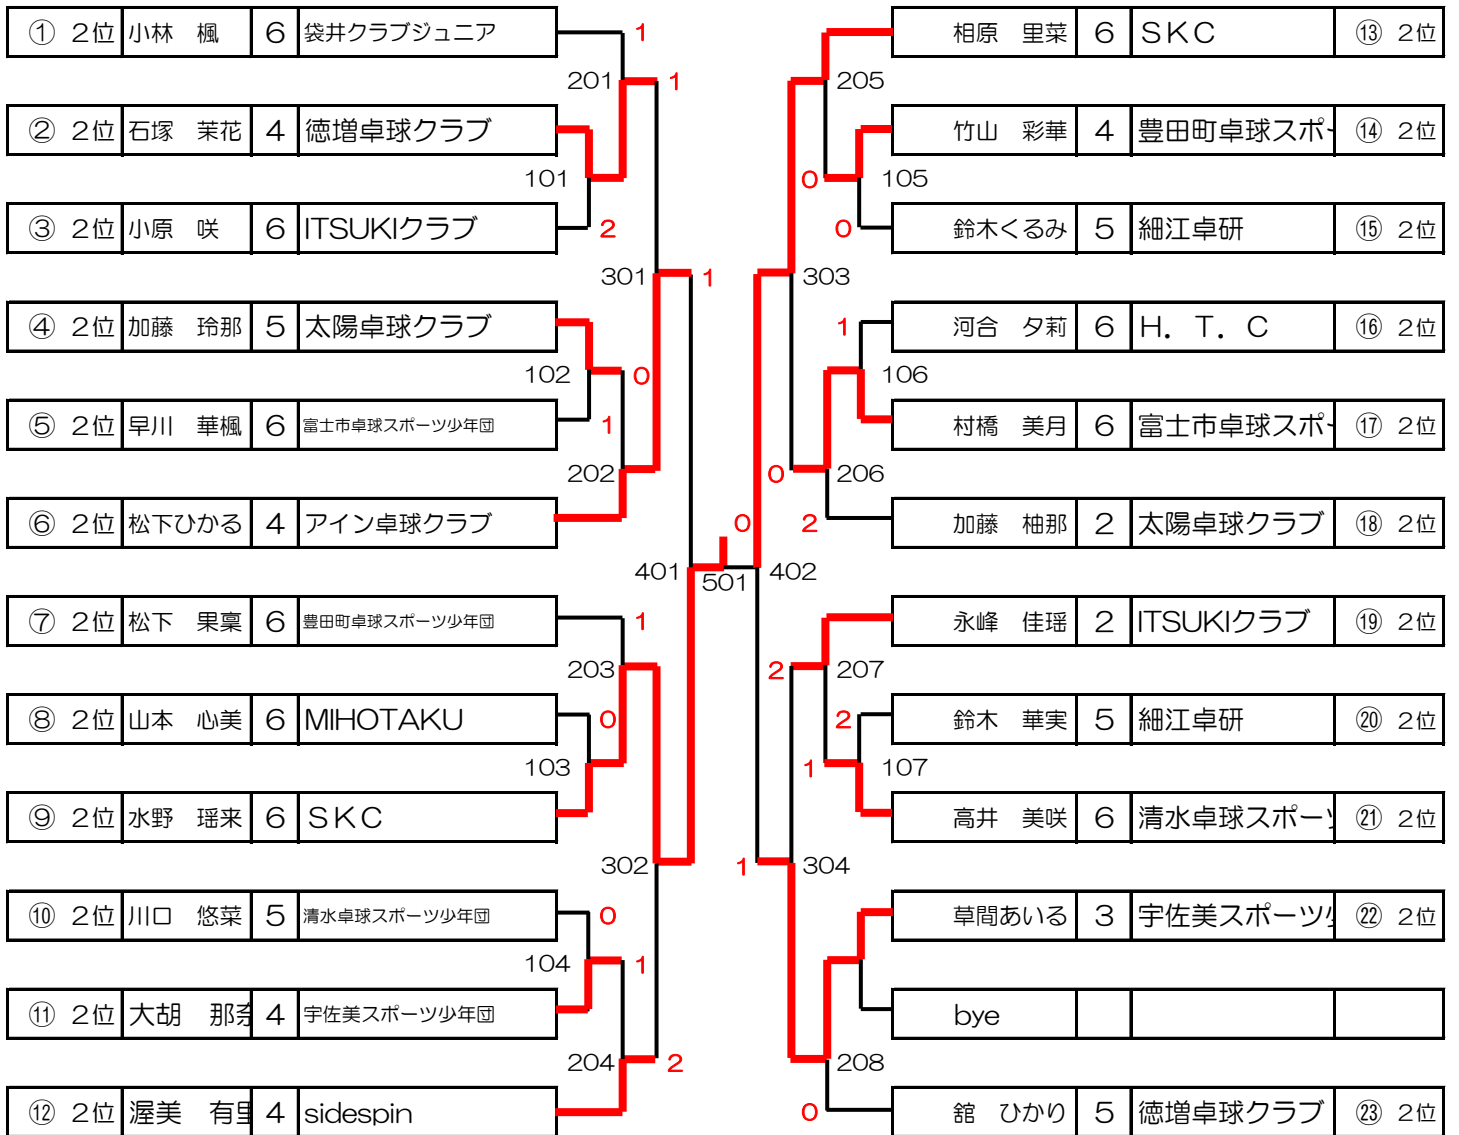 ① 2位 小林　楓 6 袋井クラブジュニア
1
201
1
② 2位 石塚　茉花 4 徳増卓球クラブ
101
③ 2位 小原　咲 6 ITSUKIクラブ
2
301
1
④ 2位 加藤　玲那 5 太陽卓球クラブ
102
0
⑤ 2位 早川　華楓 6 富士市卓球スポーツ少年団
1
202
⑥ 2位 松下ひかる 4 アイン卓球クラブ
401
501
0
402
⑦ 2位 松下　果稟 6 豊田町卓球スポーツ少年団
1
203
⑧ 2位 山本　心美 6 MIHOTAKU
0
103
⑨ 2位 水野　瑶来 6 SKC
302
⑩ 2位 川口　悠菜 5 清水卓球スポーツ少年団
0
104
1
⑪ 2位 大胡　那奈 4 宇佐美スポーツ少年団
204
2
⑫ 2位 渥美　有里 4 sidespin
相原　里菜 6 SKC ⑬ 2位
205
竹山　彩華 4 豊田町卓球スポー ⑭ 2位
0
105
0
鈴木くるみ 5 細江卓研 ⑮ 2位
303
1
河合　夕莉 6 H．T．C ⑯ 2位
106
村橋　美月 6 富士市卓球スポー ⑰ 2位
0
206
2
加藤　柚那 2 太陽卓球クラブ ⑱ 2位
永峰　佳瑶 2 ITSUKIクラブ ⑲ 2位
2
207
2
鈴木　華実 5 細江卓研 ⑳ 2位
1
107
高井　美咲 6 清水卓球スポーツ ㉑ 2位
1
304
草間あいる 3 宇佐美スポーツ少 ㉒ 2位
bye
208
0
舘　ひかり 5 徳増卓球クラブ ㉓ 2位